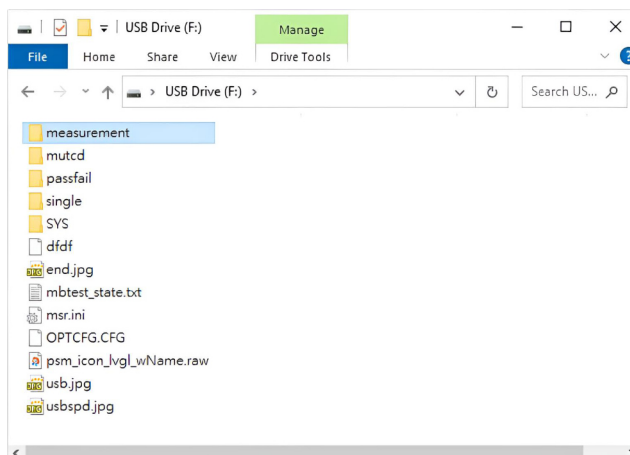 USB Drive (F:) Manage
File Home Share View Drive Tools
USB Drive (F:) Search US...
measurement
mutcd
passfail
single
SYS
dfdf
end.jpg
mbtest_state.txt
msr.ini
OPTCFG.CFG
psm_icon_lvgl_wName.raw
usb.jpg
usbspd.jpg